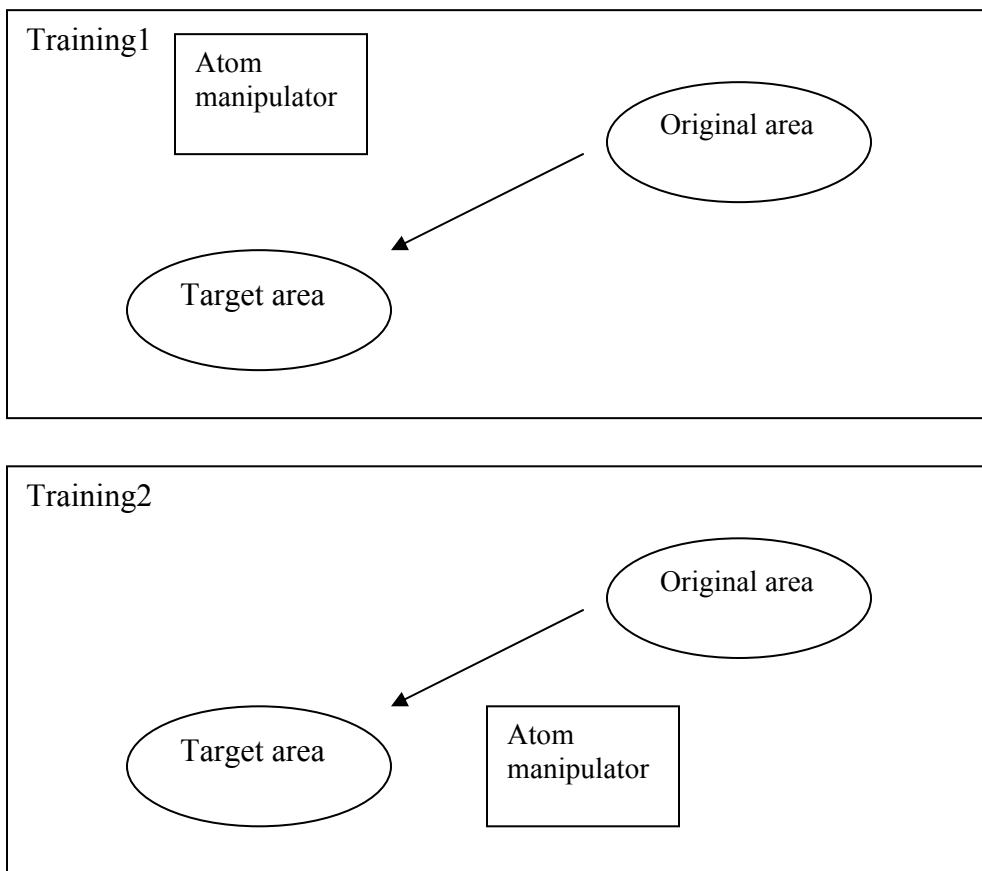 Training1
Atom
manipulator
Original area
Target area
Training2
Original area
Target area
Atom
manipulator